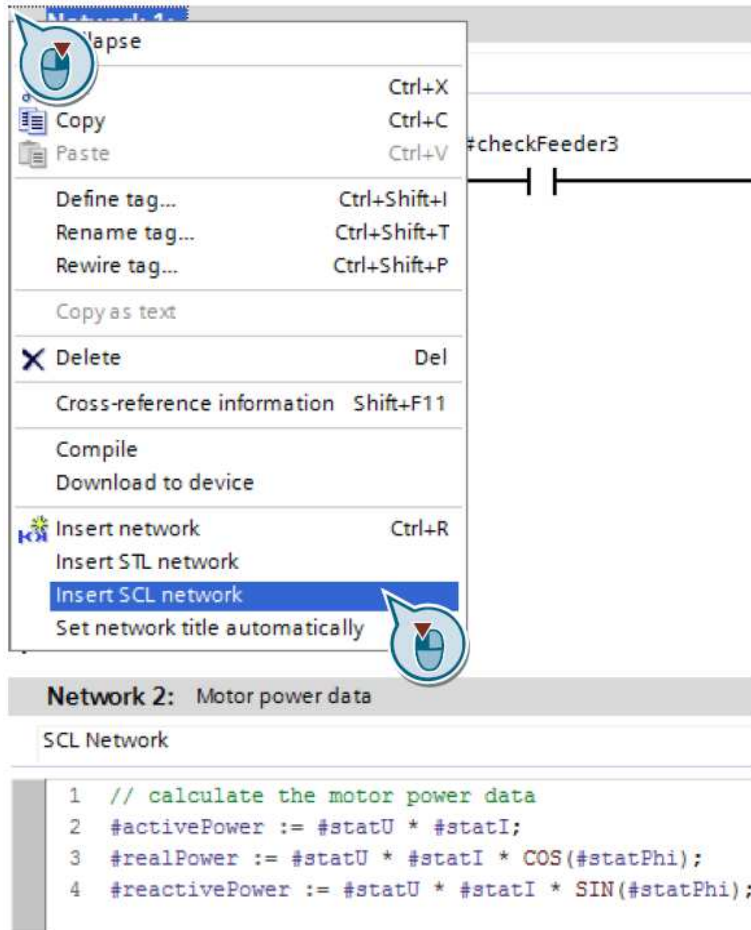 Network 1:
Ctrl+X
Copy Ctrl+C
Paste Ctrl+V
#checkFeeder3
Define tag... Ctrl+Shift+I
Rename tag... Ctrl+Shift+T
Rewire tag... Ctrl+Shift+P
Copy as text
Delete Del
Cross-reference information Shift+F11
Compile
Download to device
Insert network Ctrl+R
Insert STL network
Insert SCL network
Set network title automatically
Network 2: Motor power data
SCL Network
1 // calculate the motor power data
2 #activePower := #statU * #statI;
3 #realPower := #statU * #statI * COS(#statPhi);
4 #reactivePower := #statU * #statI * SIN(#statPhi);